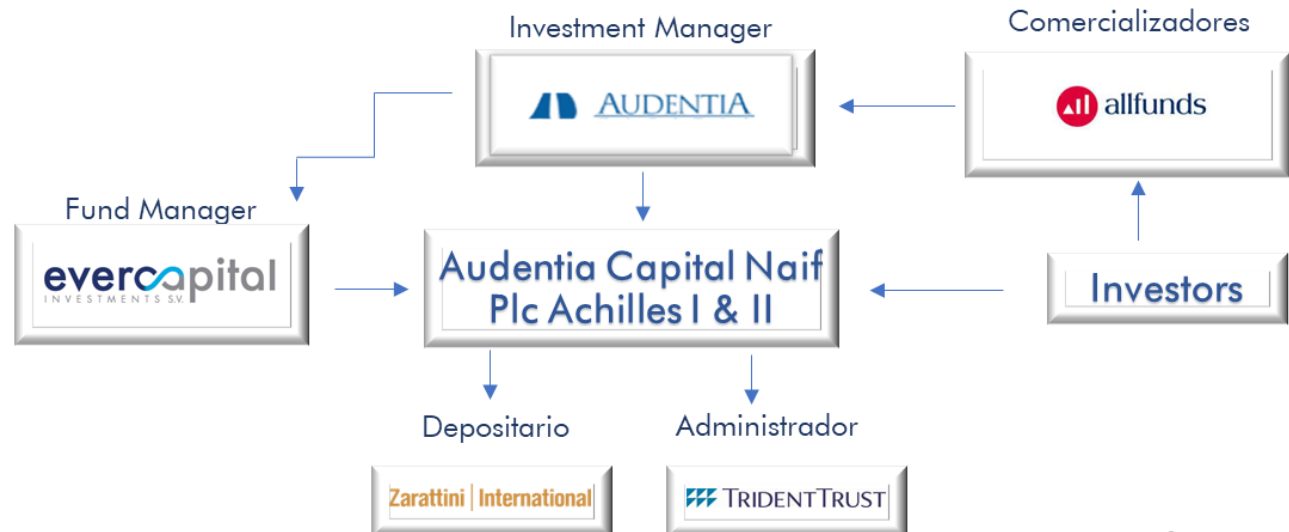 Investment Manager
Comercializadores
AUDENTIA
allfunds
Fund Manager
evercapital
INVESTMENTS S.V.
Audentia Capital Naif
Plc Achilles I & II
Investors
Depositario
Administrador
Zarattini | International
TRIDENTTRUST